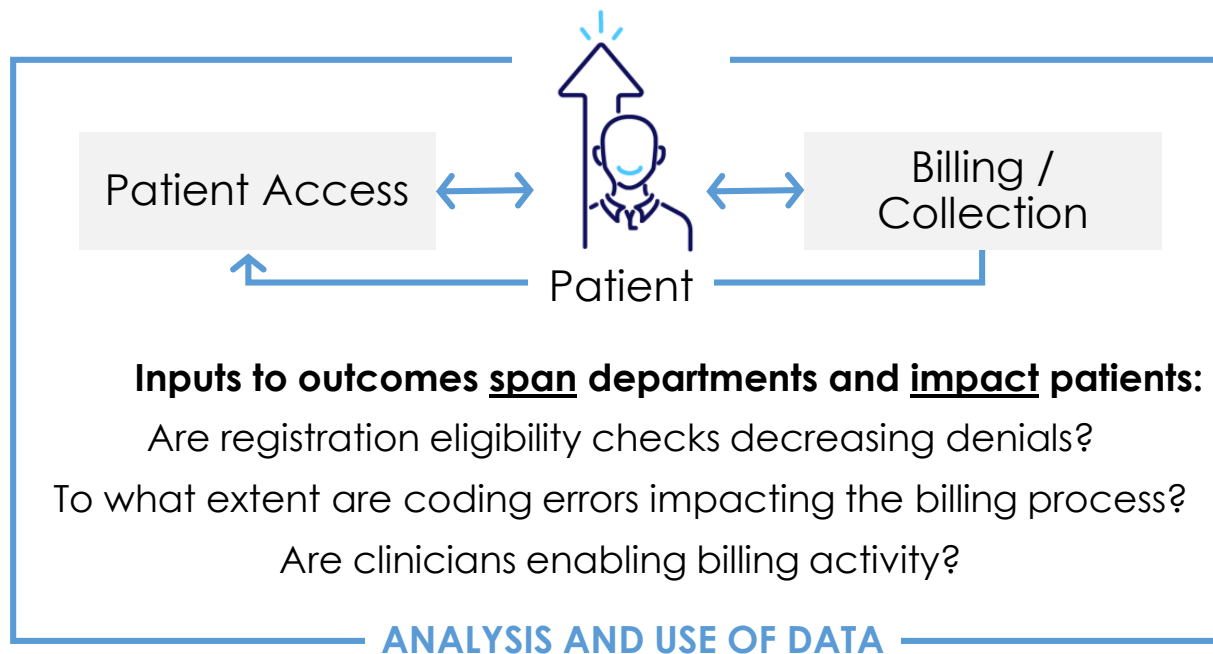 Patient Access
Billing /
Collection
Patient
Inputs to outcomes span departments and impact patients:
Are registration eligibility checks decreasing denials?
To what extent are coding errors impacting the billing process?
Are clinicians enabling billing activity?
ANALYSIS AND USE OF DATA